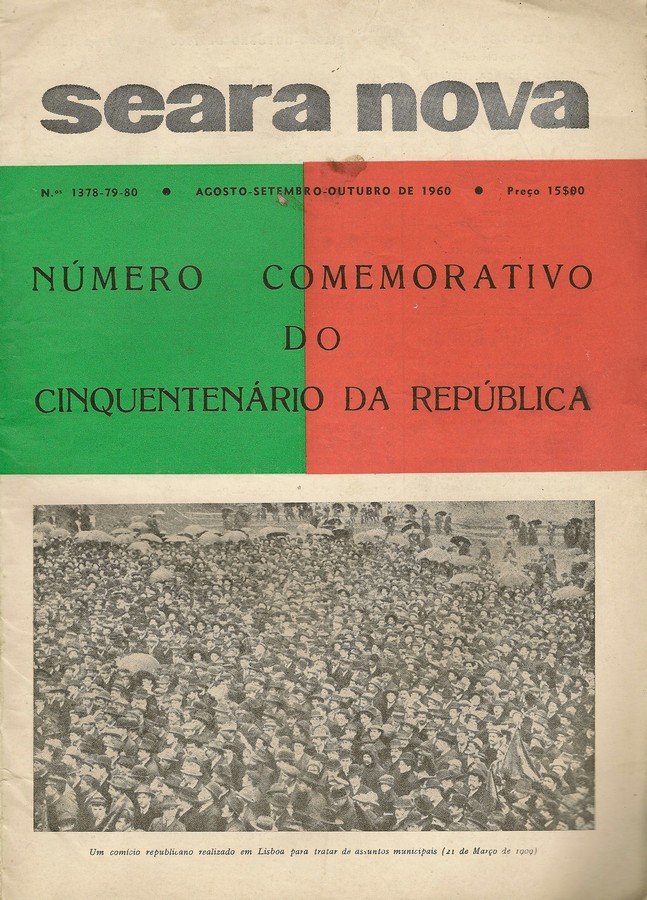 seara nova
N.os 1378-79-80 ● AGOSTO-SETEMBRO-OUTUBRO DE 1960 ● Preço 15$00
NÚMERO COMEMORATIVO
DO
CINQUENTENÁRIO DA REPÚBLICA
Um comício republicano realizado em Lisboa para tratar de assuntos municipais (21 de Março de 1909)